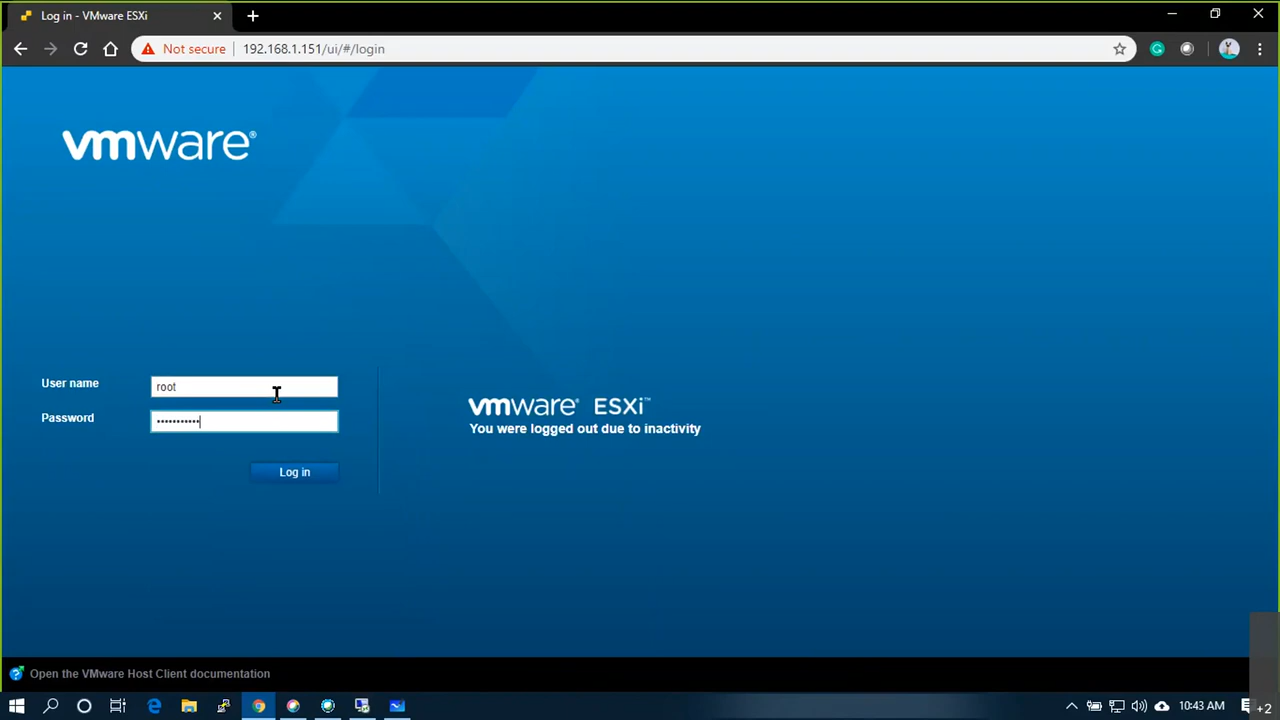 Log in - VMware ESXi
Not secure
192.168.1.151/ui/#/login
vmware®
User name
root
Password
•••••••••••
Log in
vmware® ESXi™
You were logged out due to inactivity
Open the VMware Host Client documentation
10:43 AM
+2